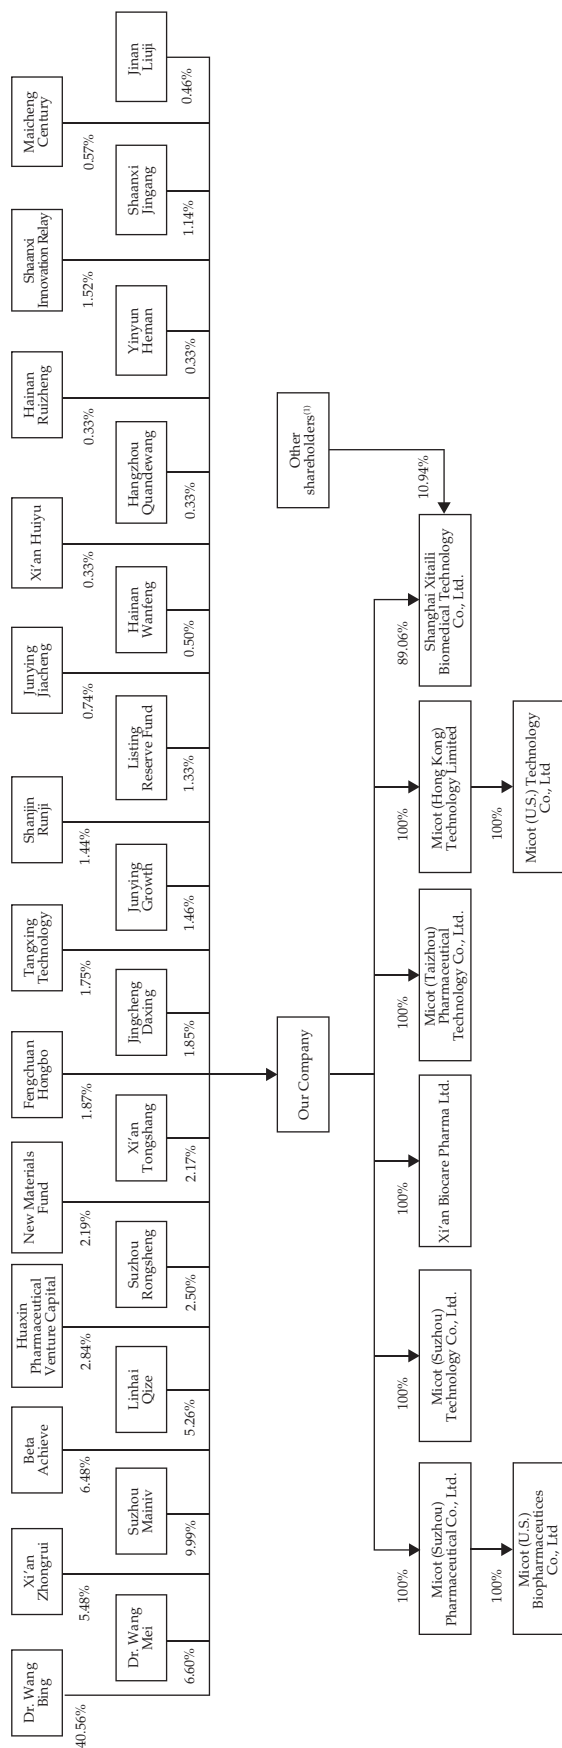 Dr. Wang
Bing
40.56%
Xi'an
Zhongrui
5.48%
Beta
Achieve
6.48%
Huaxin
Pharmaceutical
Venture Capital
2.84%
New Materials
Fund
2.19%
Fengchuan
Hongbo
1.87%
Tangxing
Technology
1.75%
Shanjin
Runji
1.44%
Junying
Jiacheng
0.74%
Xi'an Huiyu
0.33%
Hainan
Ruizheng
0.33%
Shaanxi
Innovation Relay
1.52%
Maicheng
Century
0.57%
Dr. Wang
Mei
6.60%
Suzhou
Mainiv
9.99%
Linhai
Qize
5.26%
Suzhou
Rongsheng
2.50%
Xi'an
Tongshang
2.17%
Jingcheng
Daxing
1.85%
Junying
Growth
1.46%
Listing
Reserve Fund
1.33%
Hainan
Wanfeng
0.50%
Hangzhou
Quandewang
0.33%
Yinyun
Heman
0.33%
Shaanxi
Jingang
1.14%
Jinan
Liuji
0.46%
Our Company
Other
shareholders(1)
100%
100%
100%
100%
100%
89.06%
10.94%
Micot (Suzhou)
Pharmaceutical Co., Ltd.
Micot (Suzhou)
Technology Co., Ltd.
Xi'an Biocare Pharma Ltd.
Micot (Taizhou)
Pharmaceutical
Technology Co., Ltd.
Micot (Hong Kong)
Technology Limited
Shanghai Xitaili
Biomedical Technology
Co., Ltd.
100%
100%
Micot (U.S.)
Biopharmaceutices
Co., Ltd
Micot (U.S.) Technology
Co., Ltd